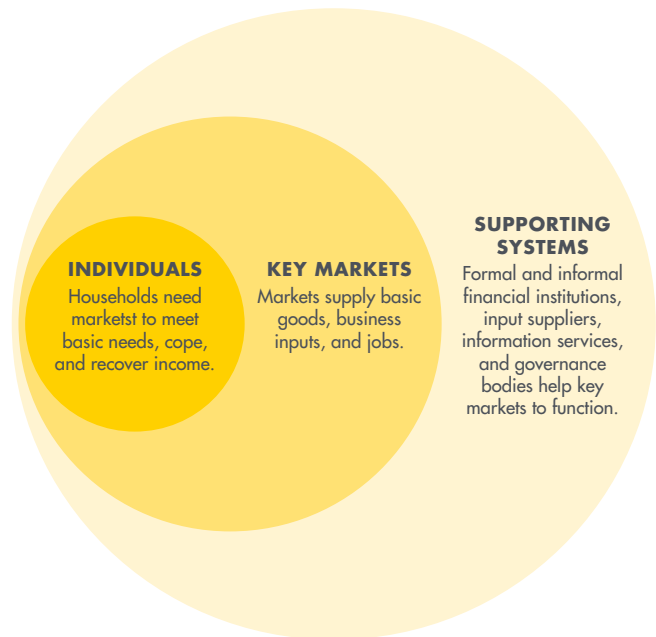 INDIVIDUALS
Households need
marketst to meet
basic needs, cope,
and recover income.
KEY MARKETS
Markets supply basic
goods, business
inputs, and jobs.
SUPPORTING
SYSTEMS
Formal and informal
financial institutions,
input suppliers,
information services,
and governance
bodies help key
markets to function.